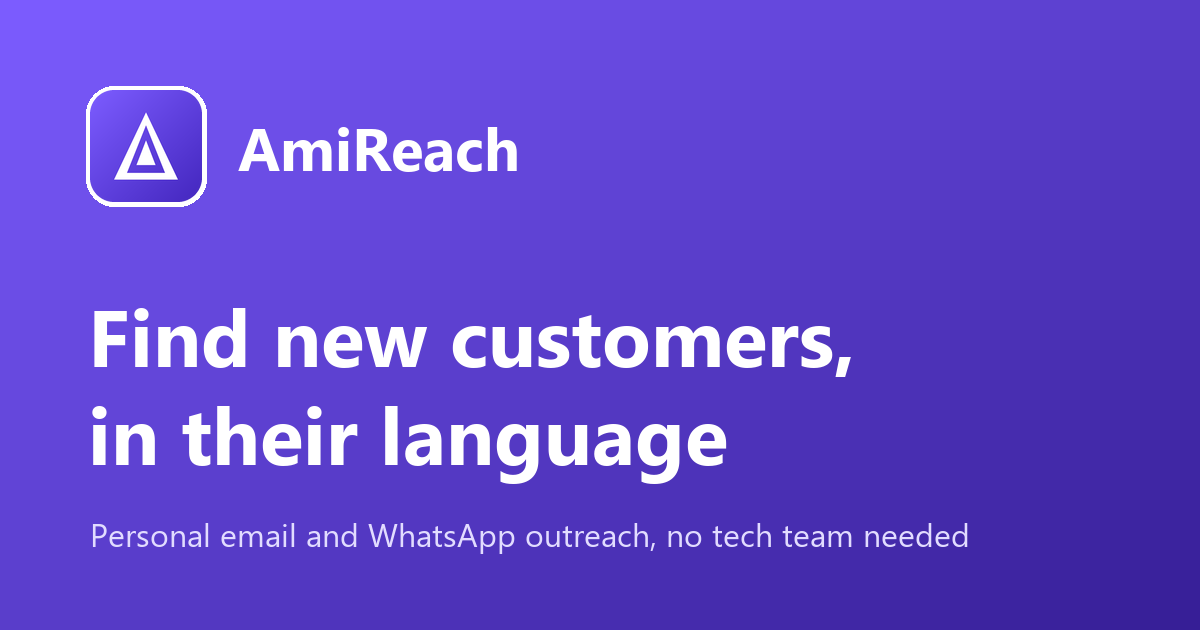 AmiReach
Find new customers,
in their language
Personal email and WhatsApp outreach, no tech team needed